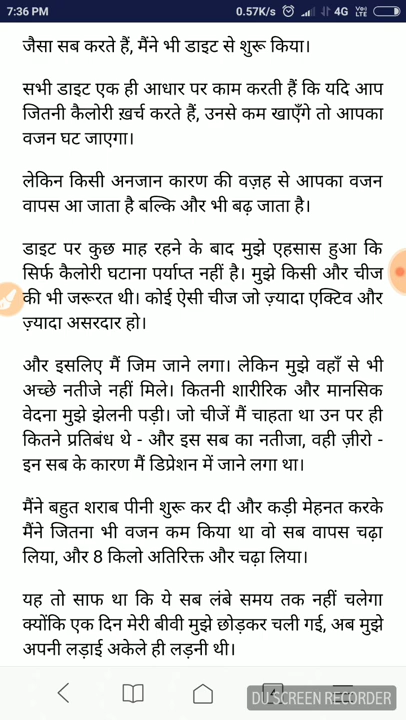 7:36 PM 0.57K/s 4G VoLTE
जैसा सब करते हैं, मैंने भी डाइट से शुरू किया।
सभी डाइट एक ही आधार पर काम करती हैं कि यदि आप
जितनी कैलोरी ख़र्च करते हैं, उनसे कम खाएँगे तो आपका
वजन घट जाएगा।
लेकिन किसी अनजान कारण की वज़ह से आपका वजन
वापस आ जाता है बल्कि और भी बढ़ जाता है।
डाइट पर कुछ माह रहने के बाद मुझे एहसास हुआ कि
सिर्फ कैलोरी घटाना पर्याप्त नहीं है। मुझे किसी और चीज
की भी जरूरत थी। कोई ऐसी चीज जो ज़्यादा एक्टिव और
ज़्यादा असरदार हो।
और इसलिए मैं जिम जाने लगा। लेकिन मुझे वहाँ से भी
अच्छे नतीजे नहीं मिले। कितनी शारीरिक और मानसिक
वेदना मुझे झेलनी पड़ी। जो चीजें मैं चाहता था उन पर ही
कितने प्रतिबंध थे - और इस सब का नतीजा, वही ज़ीरो -
इन सब के कारण मैं डिप्रेशन में जाने लगा था।
मैंने बहुत शराब पीनी शुरू कर दी और कड़ी मेहनत करके
मैंने जितना भी वजन कम किया था वो सब वापस चढ़ा
लिया, और 8 किलो अतिरिक्त और चढ़ा लिया।
यह तो साफ था कि ये सब लंबे समय तक नहीं चलेगा
क्योंकि एक दिन मेरी बीवी मुझे छोड़कर चली गई, अब मुझे
अपनी लड़ाई अकेले ही लड़नी थी।
DU SCREEN RECORDER